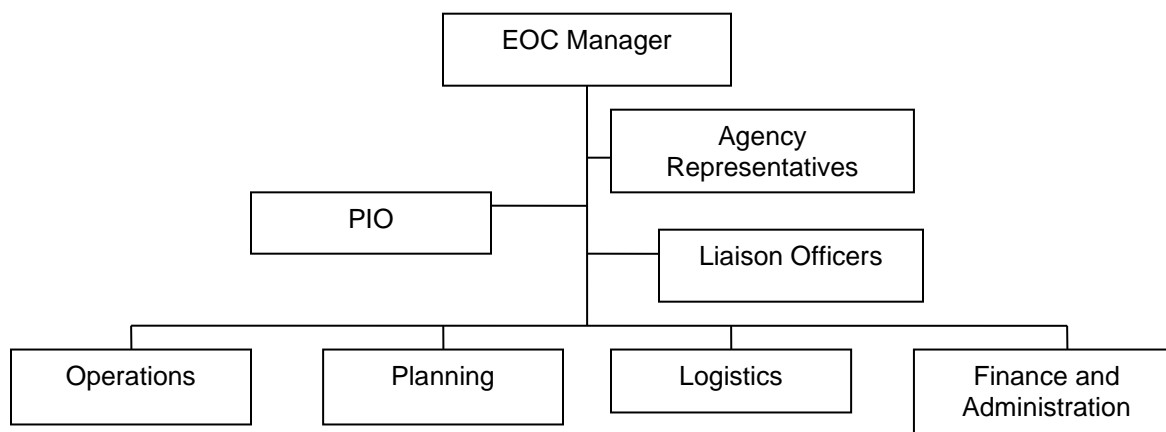 EOC Manager
Agency
Representatives
PIO
Liaison Officers
Operations
Planning
Logistics
Finance and
Administration